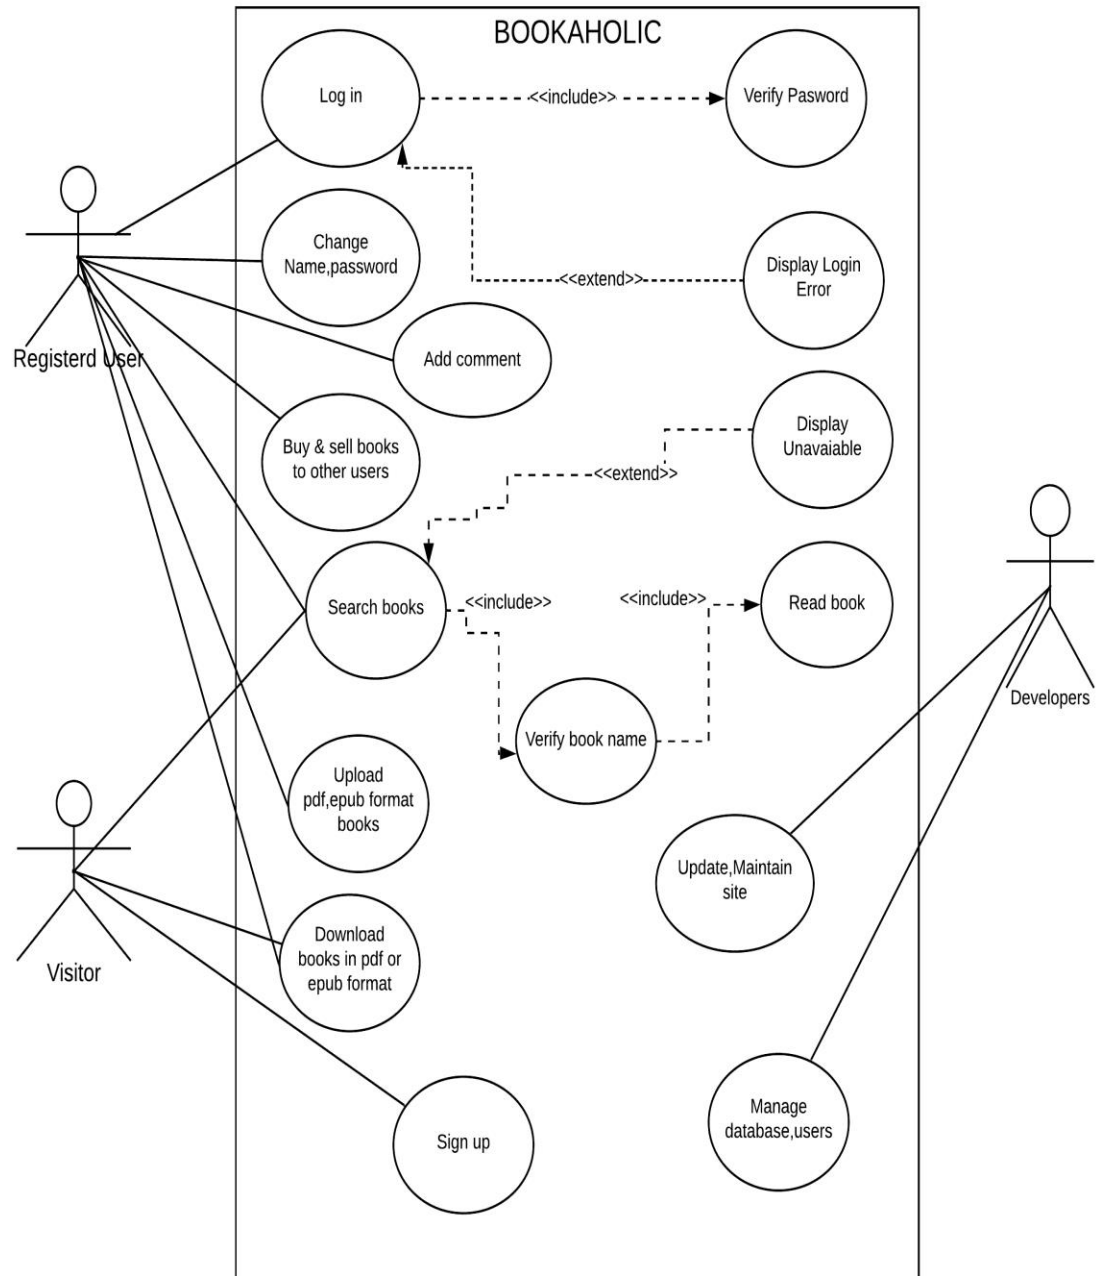 BOOKAHOLIC
Log in
<<include>>
Verify Pasword
Change
Name,password
Display Login
Error
<<extend>>
Registerd User
Add comment
Display
Unavaiable
Buy & sell books
to other users
<<extend>>
Search books
<<include>>
<<include>>
Read book
Developers
Verify book name
Upload
pdf,epub format
books
Update,Maintain
site
Visitor
Download
books in pdf or
epub format
Manage
database,users
Sign up